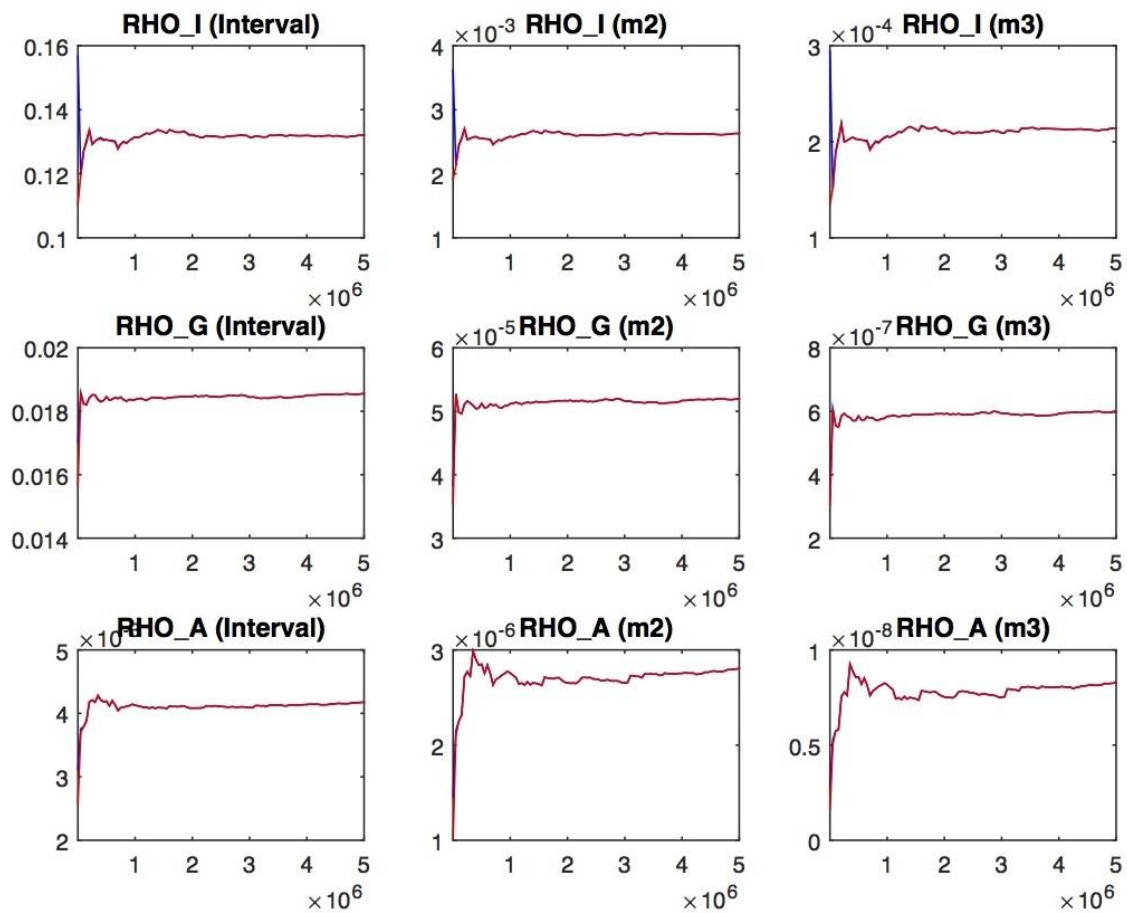 RHO_I (Interval)
0.16
0.14
0.12
0.1
1 2 3 4 5
×10^6
×10^-3 RHO_I (m2)
4
3
2
1
1 2 3 4 5
×10^6
×10^-4 RHO_I (m3)
3
2
1
1 2 3 4 5
×10^6
RHO_G (Interval)
0.02
0.018
0.016
0.014
1 2 3 4 5
×10^6
×10^-5 RHO_G (m2)
6
5
4
3
1 2 3 4 5
×10^6
×10^-7 RHO_G (m3)
8
6
4
2
1 2 3 4 5
×10^6
RHO_A (Interval)
5 ×10
4
3
2
1 2 3 4 5
×10^6
×10^-6 RHO_A (m2)
3
2
1
1 2 3 4 5
×10^6
×10^-8 RHO_A (m3)
1
0.5
0
1 2 3 4 5
×10^6